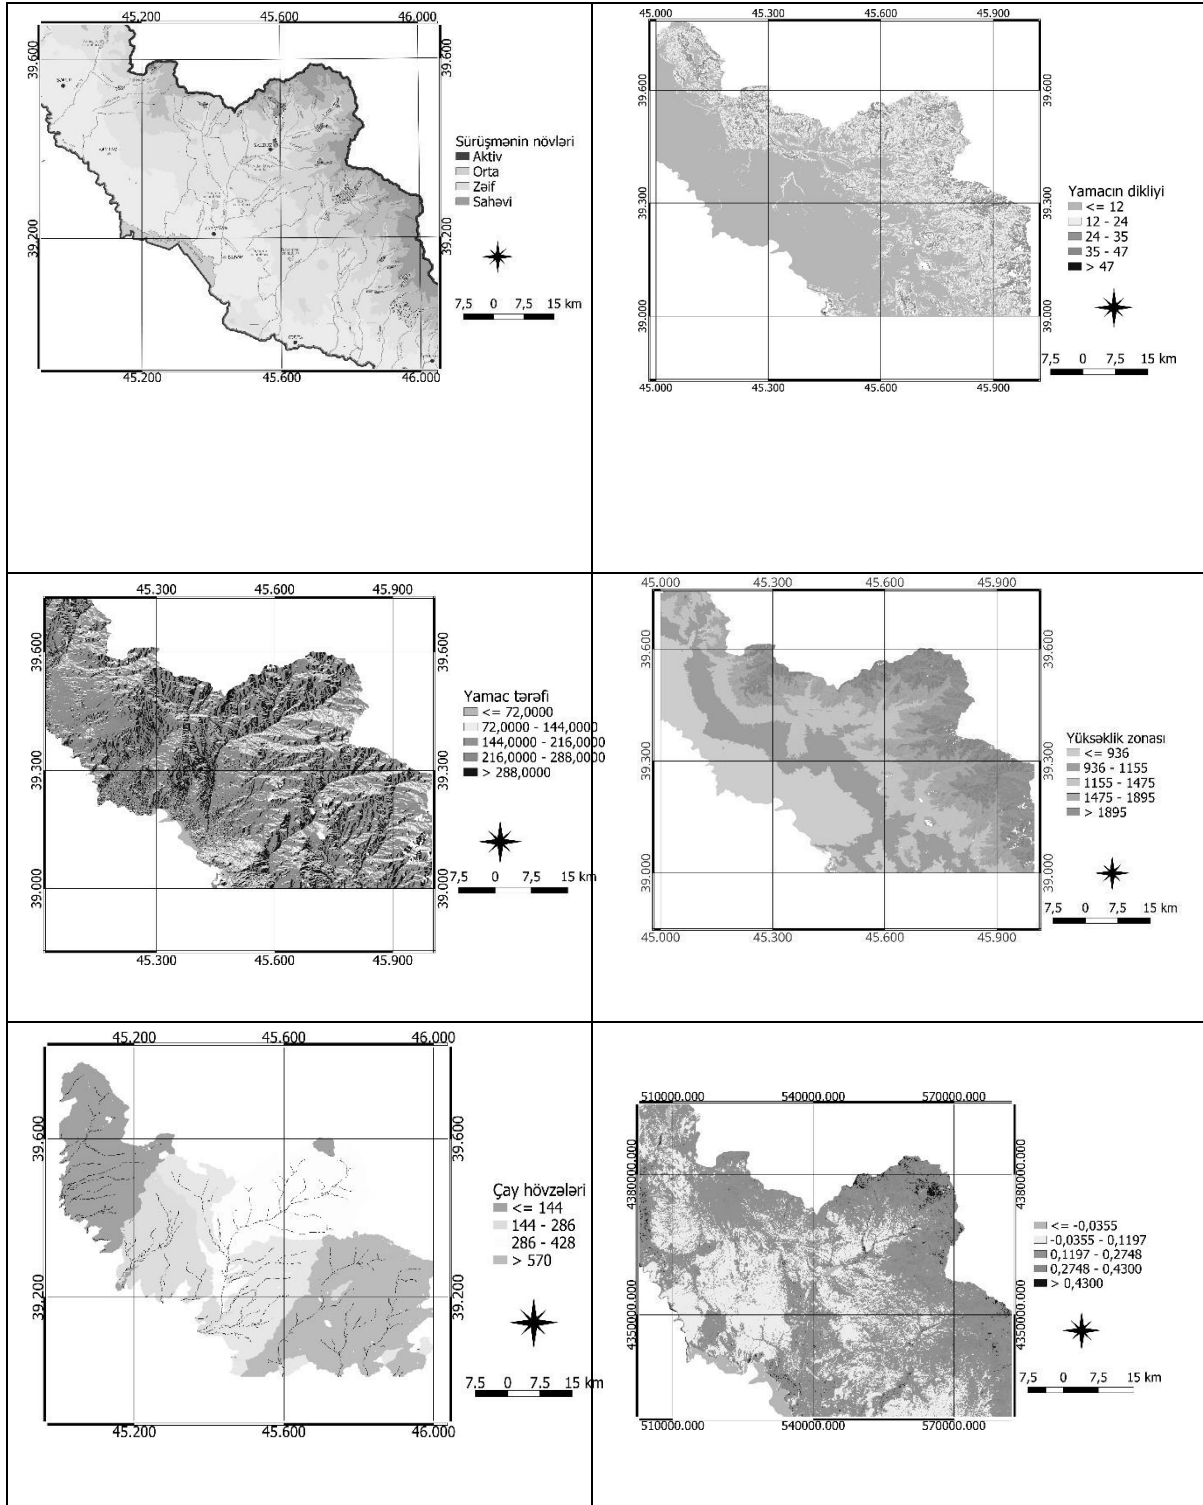 45.200 45.600 46.000
39.600 39.600
39.200 39.200
45.200 45.600 46.000
Sürüşmənin növləri
Aktiv
Orta
Zəif
Sahəvi
7,5 0 7,5 15 km
45.000 45.300 45.600 45.900
39.600 39.600
39.300 39.300
39.000 39.000
45.000 45.300 45.600 45.900
Yamacın dikliyi
<= 12
12 - 24
24 - 35
35 - 47
> 47
7,5 0 7,5 15 km
45.300 45.600 45.900
39.600 39.600
39.300 39.300
39.000 39.000
45.300 45.600 45.900
Yamac tərəfi
<= 72,0000
72,0000 - 144,0000
144,0000 - 216,0000
216,0000 - 288,0000
> 288,0000
7,5 0 7,5 15 km
45.000 45.300 45.600 45.900
39.600 39.600
39.300 39.300
39.000 39.000
45.000 45.300 45.600 45.900
Yüksəklik zonası
<= 936
936 - 1155
1155 - 1475
1475 - 1895
> 1895
7,5 0 7,5 15 km
45.200 45.600 46.000
39.600 39.600
39.200 39.200
45.200 45.600 46.000
Çay hövzələri
<= 144
144 - 286
286 - 428
> 570
7,5 0 7,5 15 km
510000.000 540000.000 570000.000
4380000.000 4380000.000
4350000.000 4350000.000
510000.000 540000.000 570000.000
<= -0,0355
-0,0355 - 0,1197
0,1197 - 0,2748
0,2748 - 0,4300
> 0,4300
7,5 0 7,5 15 km